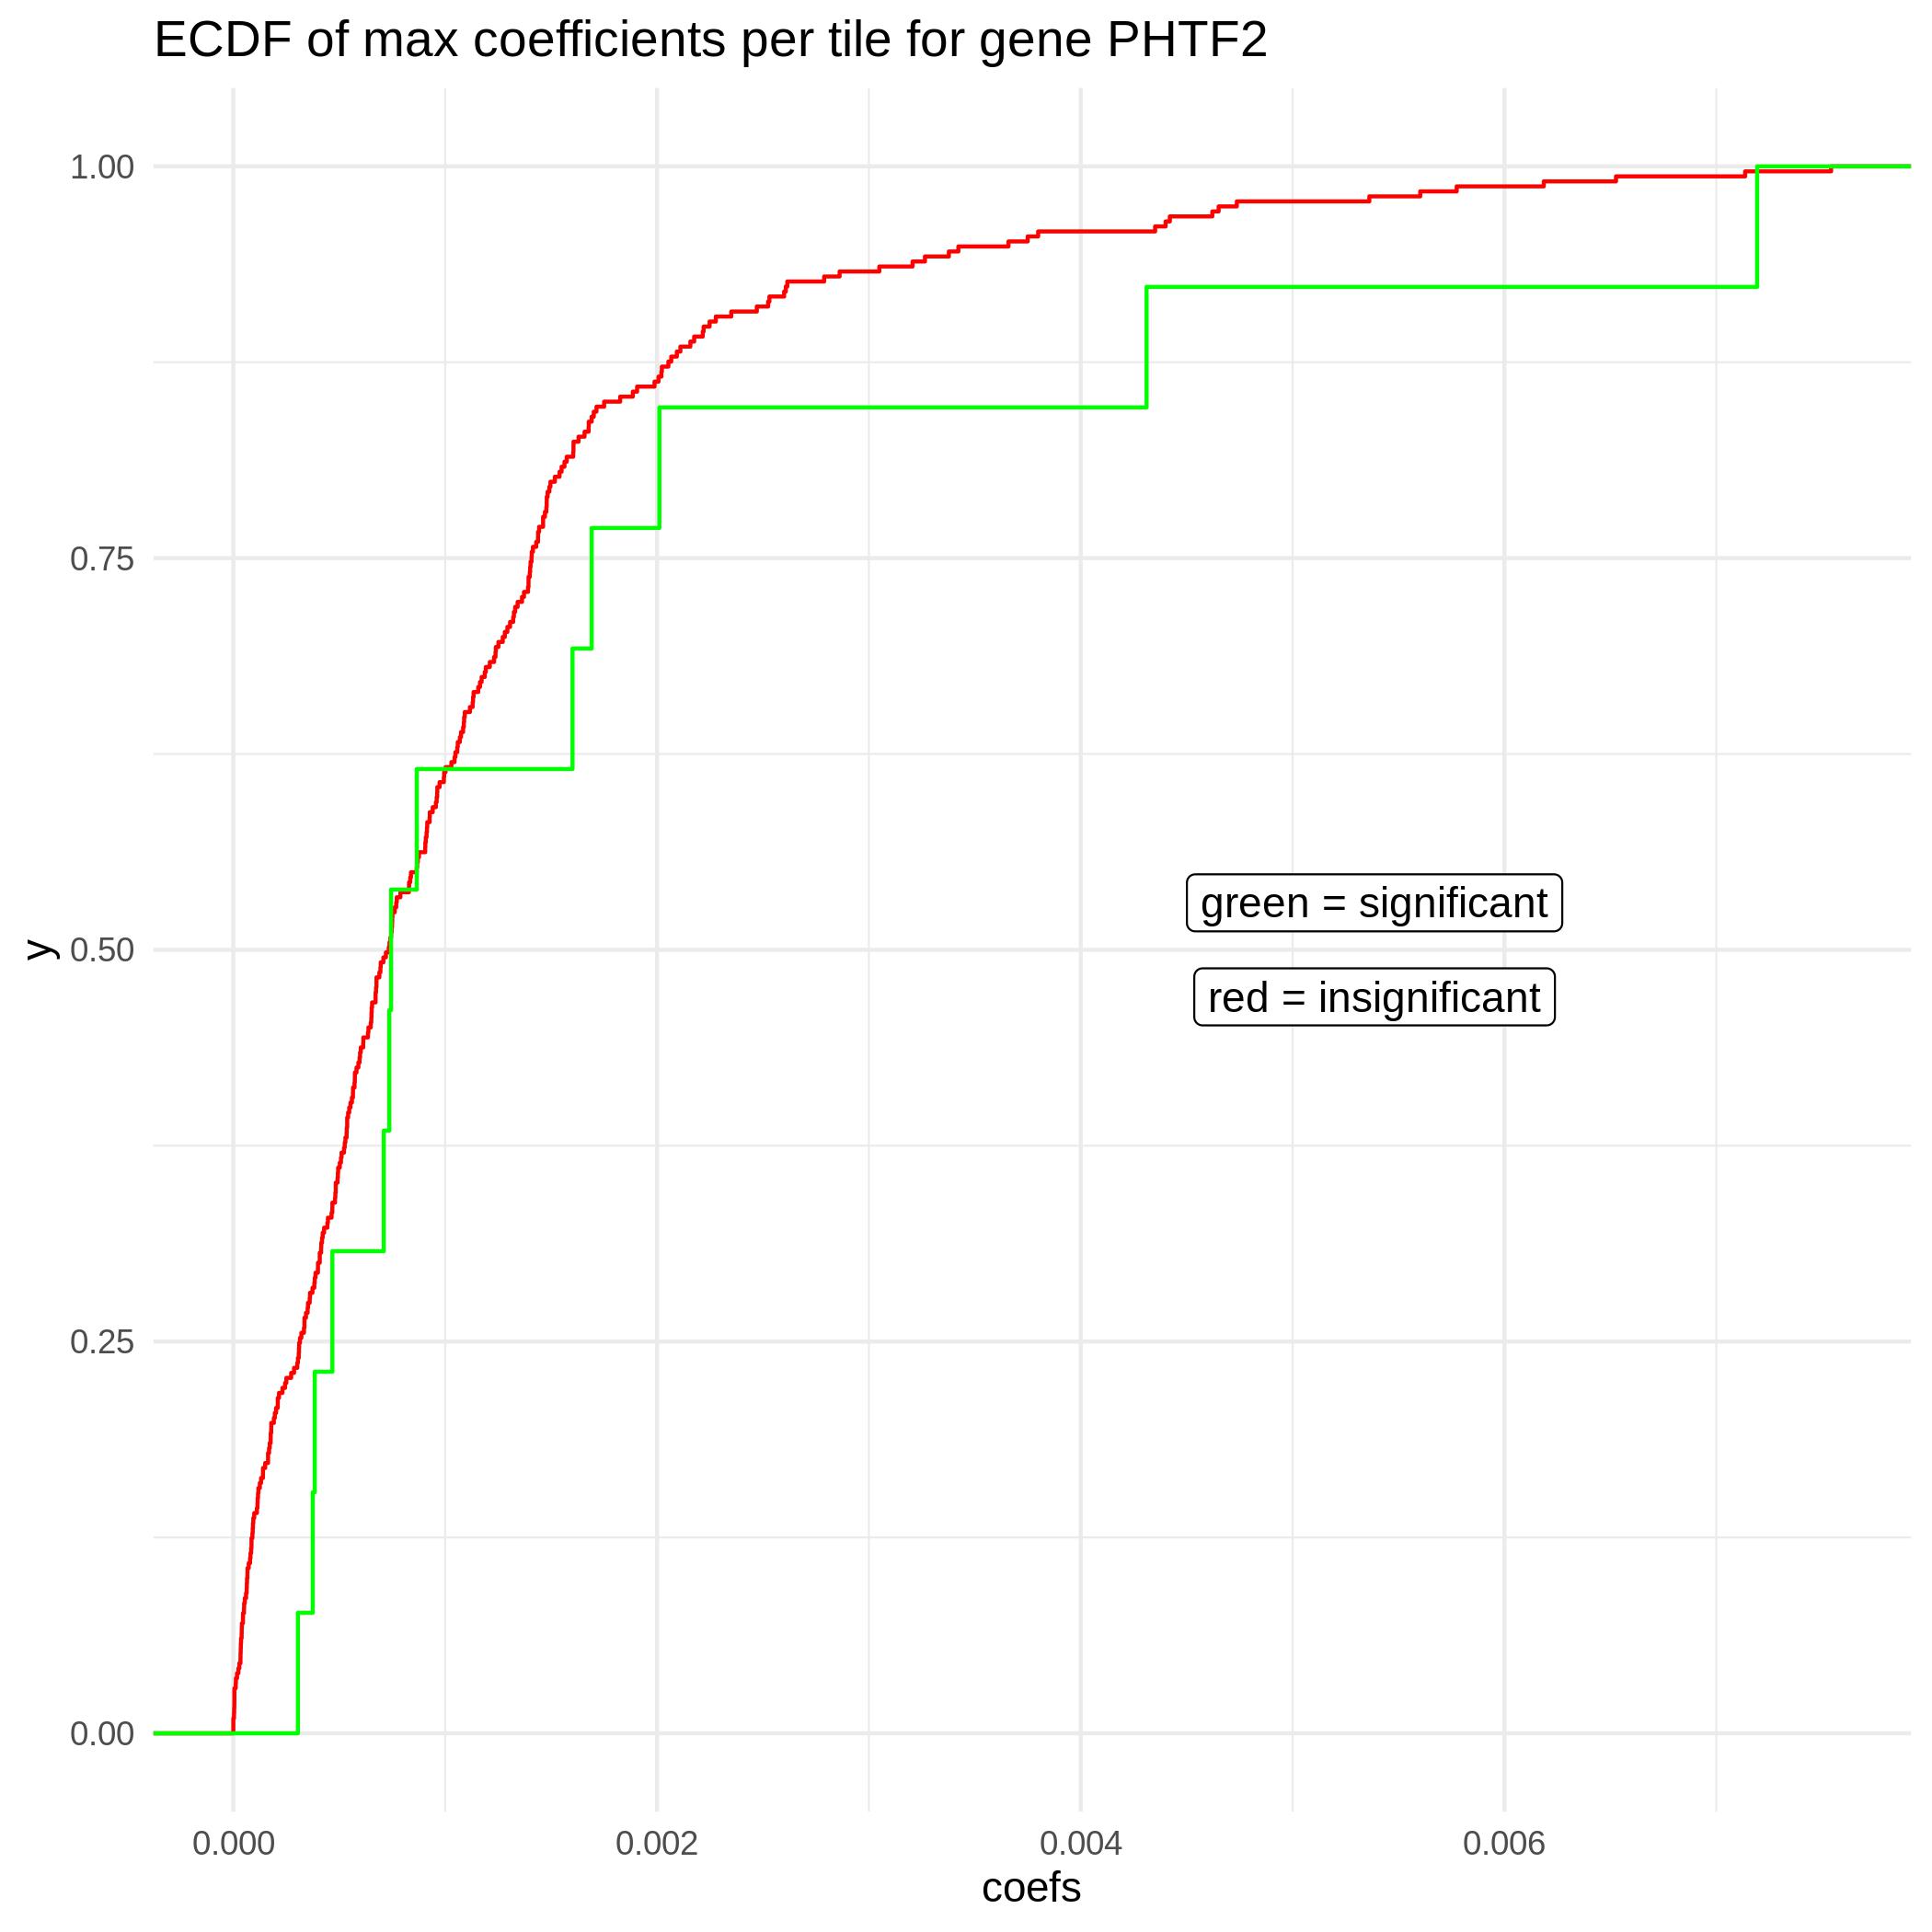 ECDF of max coefficients per tile for gene PHTF2
1.00
0.75
0.50
0.25
0.00
y
green = significant
red = insignificant
0.000
0.002
0.004
0.006
coefs